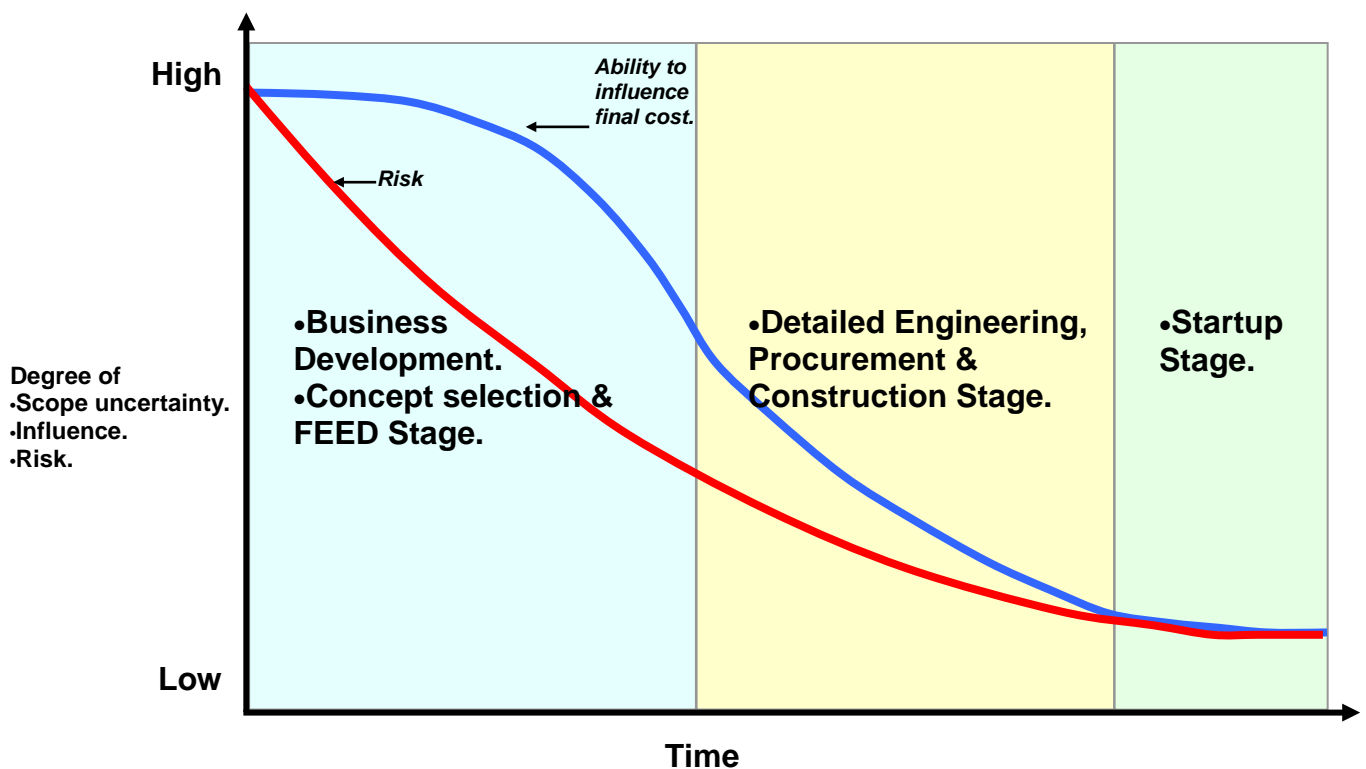 High
Ability to
influence
final cost.
Risk
•Business
Development.
•Concept selection &
FEED Stage.
•Detailed Engineering,
Procurement &
Construction Stage.
•Startup
Stage.
Degree of
•Scope uncertainty.
•Influence.
•Risk.
Low
Time